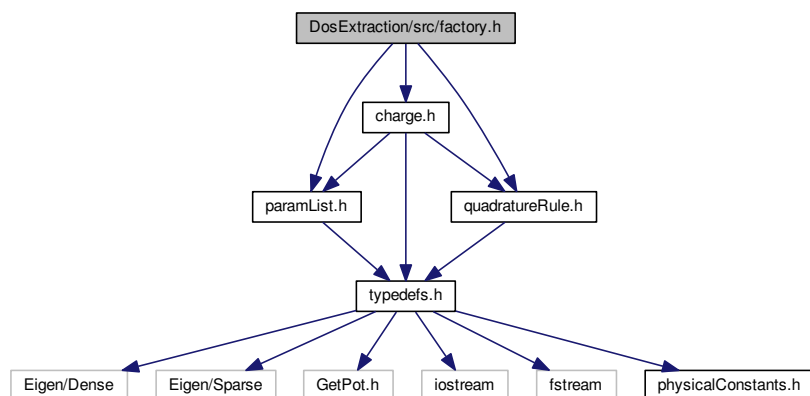 DosExtraction/src/factory.h
charge.h
paramList.h
quadratureRule.h
typedefs.h
Eigen/Dense
Eigen/Sparse
GetPot.h
iostream
fstream
physicalConstants.h